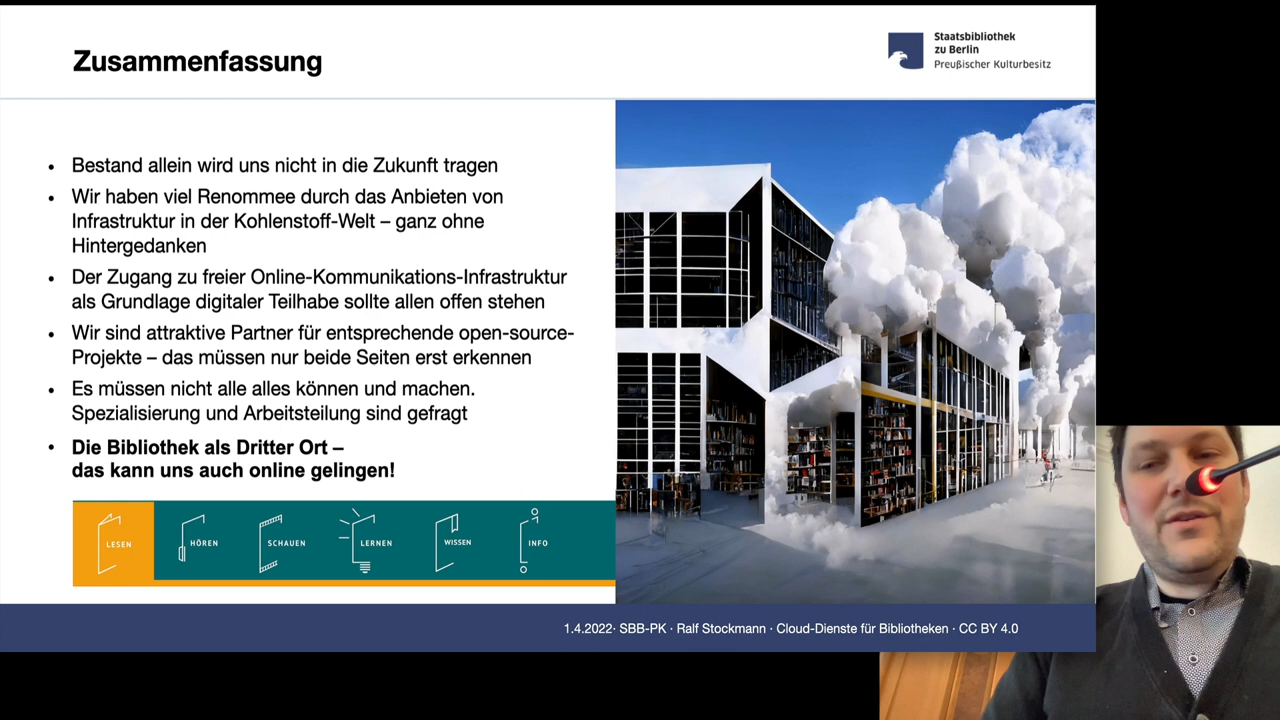 Zusammenfassung
Staatsbibliothek
zu Berlin
Preußischer Kulturbesitz
• Bestand allein wird uns nicht in die Zukunft tragen
• Wir haben viel Renommee durch das Anbieten von
Infrastruktur in der Kohlenstoff-Welt – ganz ohne
Hintergedanken
• Der Zugang zu freier Online-Kommunikations-Infrastruktur
als Grundlage digitaler Teilhabe sollte allen offen stehen
• Wir sind attraktive Partner für entsprechende open-source-
Projekte – das müssen nur beide Seiten erst erkennen
• Es müssen nicht alle alles können und machen.
Spezialisierung und Arbeitsteilung sind gefragt
• Die Bibliothek als Dritter Ort –
das kann uns auch online gelingen!
LESEN
HÖREN
SCHAUEN
LERNEN
WISSEN
INFO
1.4.2022· SBB-PK · Ralf Stockmann · Cloud-Dienste für Bibliotheken · CC BY 4.0